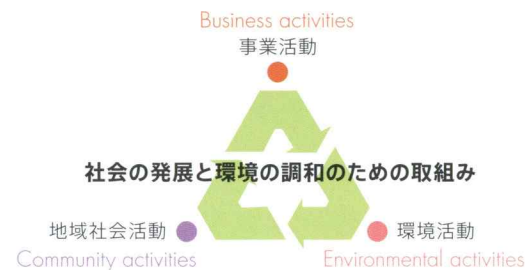 Business activities
事業活動
社会の発展と環境の調和のための取組み
地域社会活動
Community activities
環境活動
Environmental activities